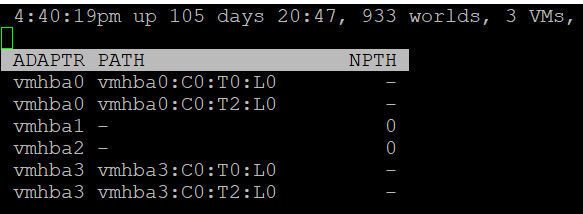 4:40:19pm up 105 days 20:47, 933 worlds, 3 VMs,
ADAPTR PATH NPTH
vmhba0 vmhba0:C0:T0:L0 -
vmhba0 vmhba0:C0:T2:L0 -
vmhba1 - 0
vmhba2 - 0
vmhba3 vmhba3:C0:T0:L0 -
vmhba3 vmhba3:C0:T2:L0 -